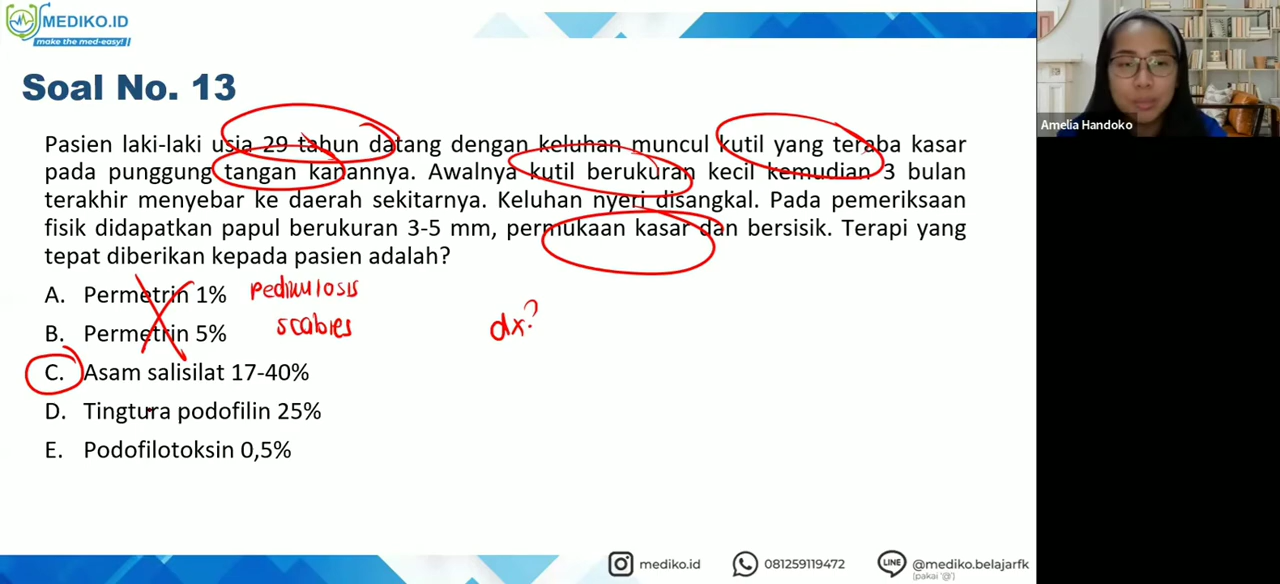 MEDIKO.ID
make the med-easy!
Amelia Handoko
Soal No. 13
Pasien laki-laki usia 29 tahun datang dengan keluhan muncul kutil yang teraba kasar
pada punggung tangan kanannya. Awalnya kutil berukuran kecil kemudian 3 bulan
terakhir menyebar ke daerah sekitarnya. Keluhan nyeri disangkal. Pada pemeriksaan
fisik didapatkan papul berukuran 3-5 mm, permukaan kasar dan bersisik. Terapi yang
tepat diberikan kepada pasien adalah?
A. Permetrin 1% pedikulosis
B. Permetrin 5% scabies dx?
C. Asam salisilat 17-40%
D. Tingtura podofilin 25%
E. Podofilotoksin 0,5%
mediko.id
081259119472
LINE
@mediko.belajarfk
(pakai '@')